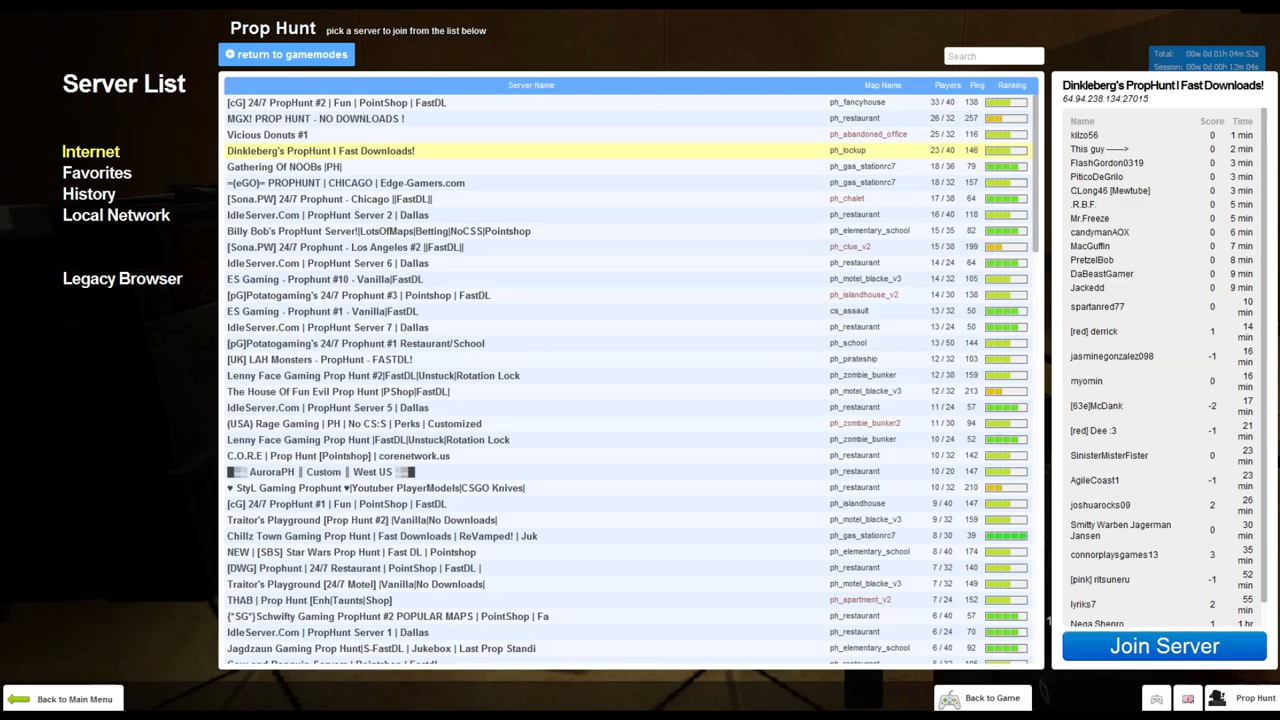 Prop Hunt pick a server to join from the list below
return to gamemodes
Search
Total: 00w 0d 01h 04m 52s
Session: 00w 0d 00h 12m 04s
Server List
Internet
Favorites
History
Local Network
Legacy Browser
Server Name Map Name Players Ping Ranking
[cG] 24/7 PropHunt #2 | Fun | PointShop | FastDL ph_fancyhouse 33 / 40 138
MGX! PROP HUNT - NO DOWNLOADS ! ph_restaurant 26 / 32 257
Vicious Donuts #1 ph_abandoned_office 25 / 32 116
Dinkleberg's PropHunt I Fast Downloads! ph_lockup 23 / 40 146
Gathering Of NOOBs |PH| ph_gas_stationrc7 18 / 36 79
=(eGO)= PROPHUNT | CHICAGO | Edge-Gamers.com ph_gas_stationrc7 18 / 32 157
[Sona.PW] 24/7 Prophunt - Chicago ||FastDL|| ph_chalet 17 / 38 64
IdleServer.Com | PropHunt Server 2 | Dallas ph_restaurant 16 / 40 118
Billy Bob's PropHunt Server!|LotsOfMaps|Betting|NoCSS|Pointshop ph_elementary_school 15 / 35 82
[Sona.PW] 24/7 Prophunt - Los Angeles #2 ||FastDL|| ph_clue_v2 15 / 38 199
IdleServer.Com | PropHunt Server 6 | Dallas ph_restaurant 14 / 24 64
ES Gaming - Prophunt #10 - Vanilla|FastDL ph_motel_blacke_v3 14 / 32 105
[pG]Potatogaming's 24/7 Prophunt #3 | Pointshop | FastDL ph_islandhouse_v2 14 / 30 138
ES Gaming - Prophunt #1 - Vanilla|FastDL cs_assault 13 / 32 50
IdleServer.Com | PropHunt Server 7 | Dallas ph_restaurant 13 / 24 50
[pG]Potatogaming's 24/7 Prophunt #1 Restaurant/School ph_school 13 / 50 144
[UK] LAH Monsters - PropHunt - FASTDL! ph_pirateship 12 / 32 103
Lenny Face Gaming Prop Hunt #2|FastDL|Unstuck|Rotation Lock ph_zombie_bunker 12 / 38 159
The House Of Fun Evil Prop Hunt |PShop|FastDL| ph_motel_blacke_v3 12 / 32 213
IdleServer.Com | PropHunt Server 5 | Dallas ph_restaurant 11 / 24 57
(USA) Rage Gaming | PH | No CS:S | Perks | Customized ph_zombie_bunker2 11 / 30 94
Lenny Face Gaming Prop Hunt |FastDL|Unstuck|Rotation Lock ph_zombie_bunker 10 / 24 52
C.O.R.E | Prop Hunt [Pointshop] | corenetwork.us ph_restaurant 10 / 32 142
█▓▒░ AuroraPH ║ Custom ║ West US ░▒▓█ ph_restaurant 10 / 20 147
♥ StyL Gaming Prophunt ♥|Youtuber PlayerModels|CSGO Knives| ph_restaurant 10 / 32 210
[cG] 24/7 PropHunt #1 | Fun | PointShop | FastDL ph_islandhouse 9 / 40 147
Traitor's Playground [Prop Hunt #2] |Vanilla|No Downloads| ph_motel_blacke_v3 9 / 32 159
Chillz Town Gaming Prop Hunt | Fast Downloads | ReVamped! | Juk ph_gas_stationrc7 8 / 30 39
NEW | [SBS] Star Wars Prop Hunt | Fast DL | Pointshop ph_elementary_school 8 / 40 174
[DWG] Prophunt | 24/7 Restaurant | PointShop | FastDL | ph_restaurant 7 / 32 140
Traitor's Playground [24/7 Motel] |Vanilla|No Downloads| ph_motel_blacke_v3 7 / 32 149
THAB | Prop Hunt [Enh|Taunts|Shop] ph_apartment_v2 7 / 24 152
{*SG*}Schwifty Gaming PropHunt #2 POPULAR MAPS | PointShop | Fa ph_restaurant 6 / 40 57
IdleServer.Com | PropHunt Server 1 | Dallas ph_restaurant 6 / 24 70
Jagdzaun Gaming Prop Hunt|S-FastDL | Jukebox | Last Prop Standi ph_elementary_school 6 / 40 92
Dinkleberg's PropHunt I Fast Downloads!
64.94.238.134:27015
Name Score Time
kilzo56 0 1 min
This guy ------> 0 2 min
FlashGordon0319 0 3 min
PiticoDeGrilo 0 3 min
CLong46 [Mewtube] 0 3 min
.R.B.F. 0 5 min
Mr.Freeze 0 5 min
candymanAOX 0 5 min
MacGuffin 0 7 min
PretzelBob 0 8 min
DaBeastGamer 0 9 min
Jackedd 0 9 min
spartanred77 0 10 min
[red] derrick 1 14 min
jasminegonzalez098 -1 16 min
myomin 0 16 min
[63e]McDank -2 17 min
[red] Dee :3 -1 21 min
SinisterMisterFister 0 23 min
AgileCoast1 -1 23 min
joshuarocks09 2 26 min
Smitty Warben Jagerman Jansen 0 30 min
connorplaysgames13 3 35 min
[pink] ritsuneru -1 52 min
lyriks7 2 55 min
Join Server
Back to Main Menu
Back to Game
Prop Hunt